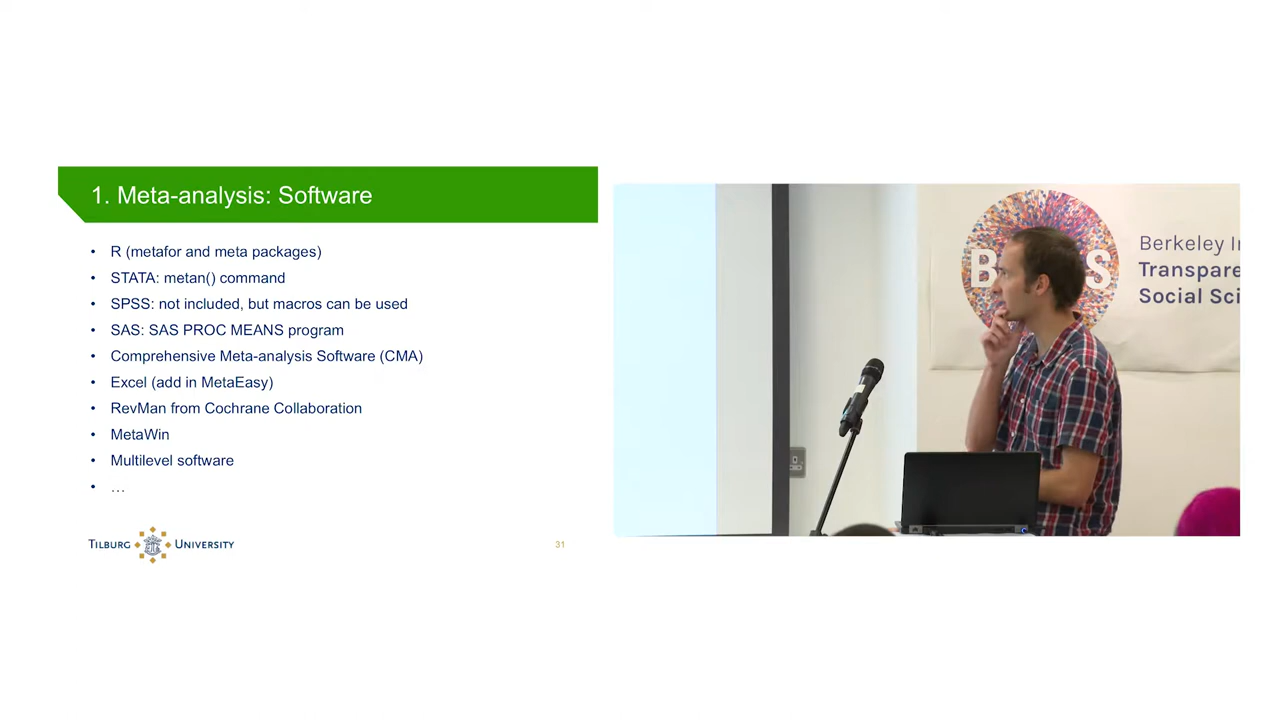 1. Meta-analysis: Software
• R (metafor and meta packages)
• STATA: metan() command
• SPSS: not included, but macros can be used
• SAS: SAS PROC MEANS program
• Comprehensive Meta-analysis Software (CMA)
• Excel (add in MetaEasy)
• RevMan from Cochrane Collaboration
• MetaWin
• Multilevel software
• …
TILBURG UNIVERSITY
31
B S
Berkeley In
Transpare
Social Sci